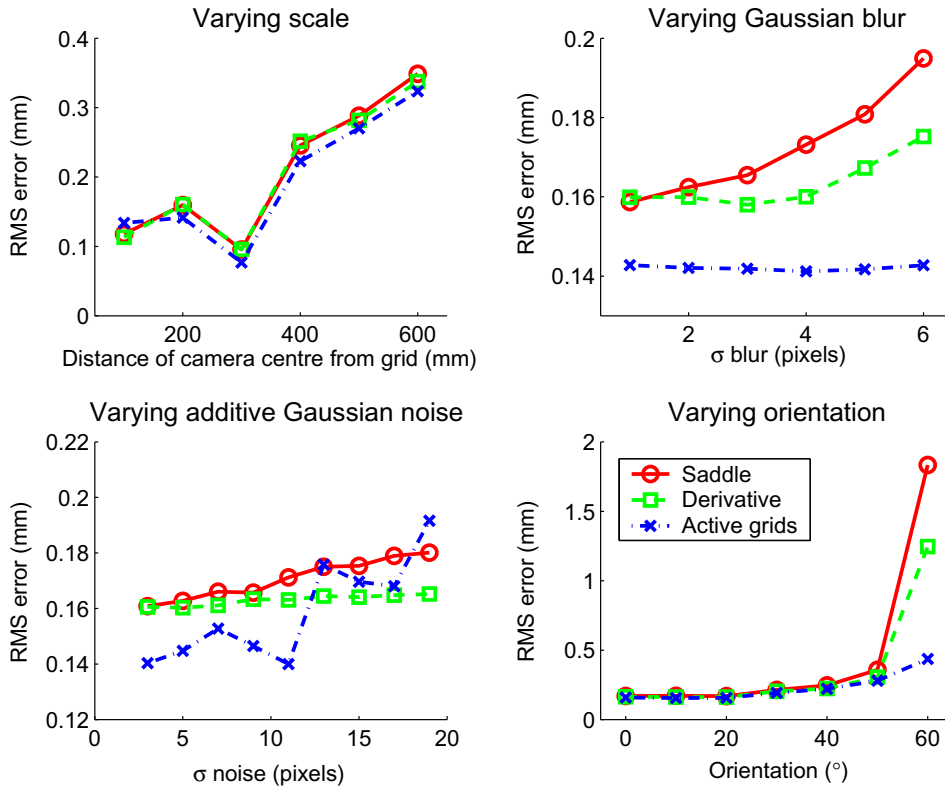 Varying scale
0.4
0.3
0.2
0.1
0
RMS error (mm)
200 400 600
Distance of camera centre from grid (mm)
Varying Gaussian blur
0.2
0.18
0.16
0.14
RMS error (mm)
2 4 6
σ blur (pixels)
Varying additive Gaussian noise
0.22
0.2
0.18
0.16
0.14
0.12
RMS error (mm)
0 5 10 15 20
σ noise (pixels)
Varying orientation
2
1.5
1
0.5
0
RMS error (mm)
Saddle
Derivative
Active grids
0 20 40 60
Orientation (°)